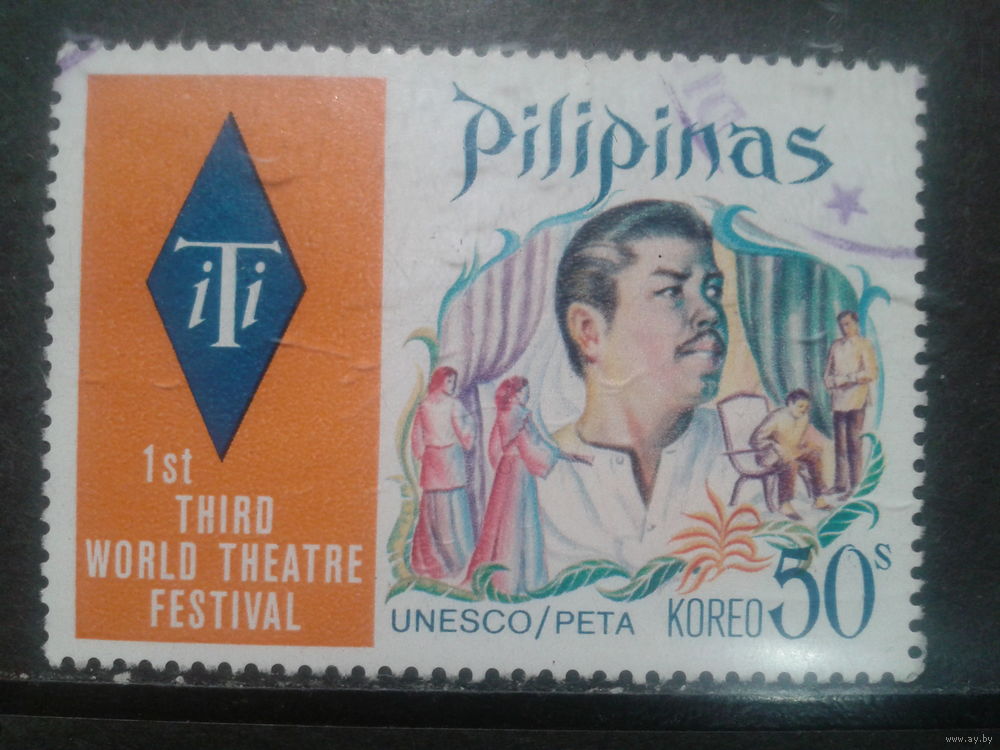 Pilipinas
iTi
1st
THIRD
WORLD THEATRE
FESTIVAL
UNESCO/PETA KOREO 50s
www.ay.by